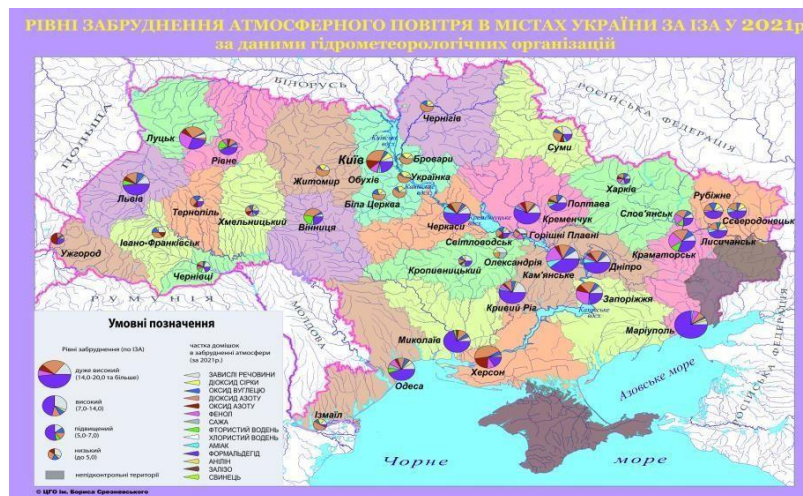 РІВНІ ЗАБРУДНЕННЯ АТМОСФЕРНОГО ПОВІТРЯ В МІСТАХ УКРАЇНИ ЗА ІЗА У 2021р
за даними гідрометеорологічних організацій
БІЛОРУСЬ
РОСІЙСЬКА ФЕДЕРАЦІЯ
ПОЛЬЩА
Чернігів
Луцьк
Рівне
Київ
Бровари
Суми
Житомир
Обухів
Українка
Біла Церква
Львів
Тернопіль
Хмельницький
Вінниця
Черкаси
Кременчук
Полтава
Харків
Рубіжне
Слов'янськ
Сєвєродонецьк
Лисичанськ
Краматорськ
Світловодськ
Горішні Плавні
Івано-Франківськ
Ужгород
Чернівці
Кропивницький
Олександрія
Кам'янське
Дніпро
РУМУНІЯ
МОЛДОВА
Кривий Ріг
Запоріжжя
Маріуполь
Миколаїв
Херсон
Одеса
Ізмаїл
Азовське море
РОСІЙСЬКА ФЕДЕРАЦІЯ
Чорне море
Умовні позначення
Рівні забруднення (по ІЗА)
дуже високий
(14,0-20,0 та більше)
високий
(7,0-14,0)
підвищений
(5,0-7,0)
низький
(до 5,0)
непідконтрольні території
частка домішок
в забрудненні атмосфери
(за 2021р.)
ЗАВИСЛІ РЕЧОВИНИ
ДІОКСИД СІРКИ
ОКСИД ВУГЛЕЦЮ
ДІОКСИД АЗОТУ
ОКСИД АЗОТУ
ФЕНОЛ
САЖА
ФТОРИСТИЙ ВОДЕНЬ
ХЛОРИСТИЙ ВОДЕНЬ
АМІАК
ФОРМАЛЬДЕГІД
АНІЛІН
ЗАЛІЗО
СВИНЕЦЬ
© ЦГО ім. Бориса Срезневського